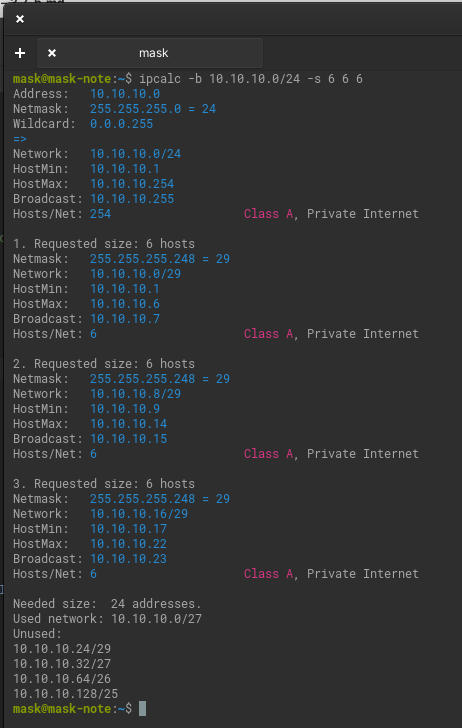 mask
mask@mask-note:~$ ipcalc -b 10.10.10.0/24 -s 6 6 6
Address:   10.10.10.0
Netmask:   255.255.255.0 = 24
Wildcard:  0.0.0.255
=>
Network:   10.10.10.0/24
HostMin:   10.10.10.1
HostMax:   10.10.10.254
Broadcast: 10.10.10.255
Hosts/Net: 254                   Class A, Private Internet

1. Requested size: 6 hosts
Netmask:   255.255.255.248 = 29
Network:   10.10.10.0/29
HostMin:   10.10.10.1
HostMax:   10.10.10.6
Broadcast: 10.10.10.7
Hosts/Net: 6                     Class A, Private Internet

2. Requested size: 6 hosts
Netmask:   255.255.255.248 = 29
Network:   10.10.10.8/29
HostMin:   10.10.10.9
HostMax:   10.10.10.14
Broadcast: 10.10.10.15
Hosts/Net: 6                     Class A, Private Internet

3. Requested size: 6 hosts
Netmask:   255.255.255.248 = 29
Network:   10.10.10.16/29
HostMin:   10.10.10.17
HostMax:   10.10.10.22
Broadcast: 10.10.10.23
Hosts/Net: 6                     Class A, Private Internet

Needed size:  24 addresses.
Used network: 10.10.10.0/27
Unused:
10.10.10.24/29
10.10.10.32/27
10.10.10.64/26
10.10.10.128/25
mask@mask-note:~$